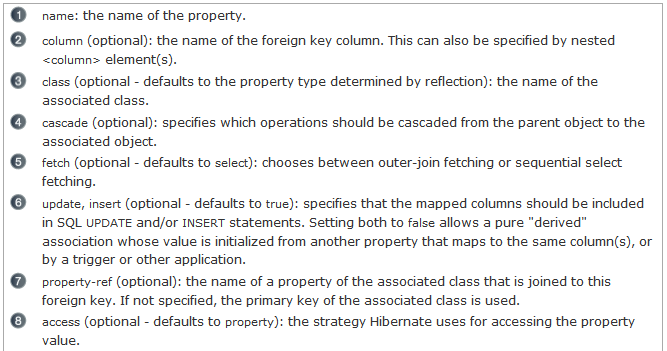 1 name: the name of the property.
2 column (optional): the name of the foreign key column. This can also be specified by nested
<column> element(s).
3 class (optional - defaults to the property type determined by reflection): the name of the
associated class.
4 cascade (optional): specifies which operations should be cascaded from the parent object to the
associated object.
5 fetch (optional - defaults to select): chooses between outer-join fetching or sequential select
fetching.
6 update, insert (optional - defaults to true): specifies that the mapped columns should be included
in SQL UPDATE and/or INSERT statements. Setting both to false allows a pure "derived"
association whose value is initialized from another property that maps to the same column(s), or
by a trigger or other application.
7 property-ref (optional): the name of a property of the associated class that is joined to this
foreign key. If not specified, the primary key of the associated class is used.
8 access (optional - defaults to property): the strategy Hibernate uses for accessing the property
value.